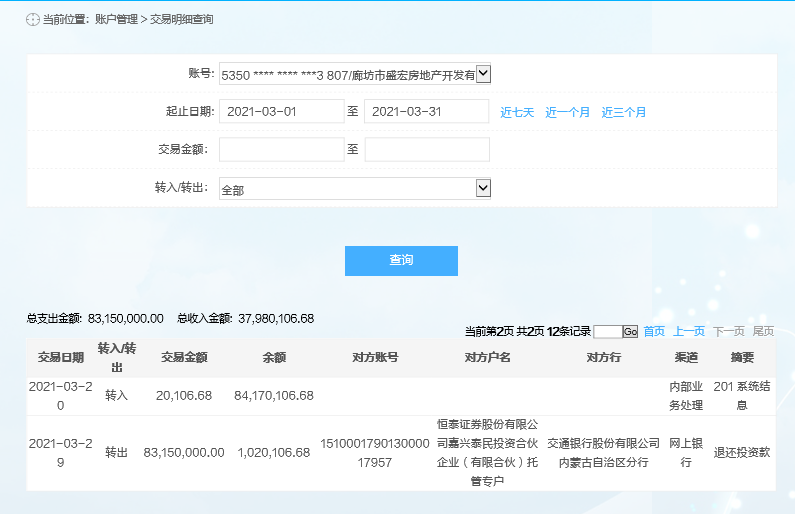 当前位置：账户管理 > 交易明细查询
账号: 5350 **** **** ***3 807/廊坊市盛宏房地产开发有
起止日期: 2021-03-01 至 2021-03-31 近七天 近一个月 近三个月
交易金额： 至
转入/转出： 全部
查询
总支出金额: 83,150,000.00 总收入金额: 37,980,106.68
当前第2页 共2页 12条记录 Go 首页 上一页 下一页 尾页
交易日期 转入/转出 交易金额 余额 对方账号 对方户名 对方行 渠道 摘要
2021-03-20 转入 20,106.68 84,170,106.68 内部业务处理 201 系统结息
2021-03-29 转出 83,150,000.00 1,020,106.68 151000179013000017957 恒泰证券股份有限公司嘉兴泰民投资合伙企业（有限合伙）托管专户 交通银行股份有限公司内蒙古自治区分行 网上银行 退还投资款